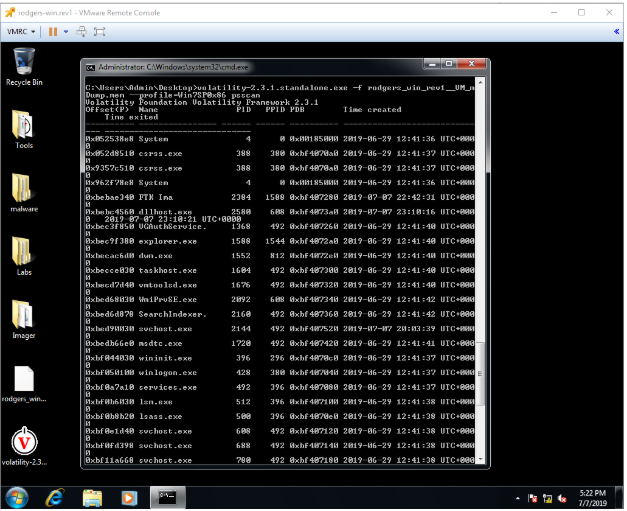 rodgers-win.rev1 - VMware Remote Console
VMRC
Administrator: C:\Windows\system32\cmd.exe
C:\Users\Admin\Desktop>volatility-2.3.1.standalone.exe -f rodgers_win_rev1__VM_m
Dump.mem --profile=Win7SP0x86 psscan
Volatility Foundation Volatility Framework 2.3.1
Offset(P) Name PID PPID PDB Time created
Time exited
0x052538e8 System 4 0 0x00185000 2019-06-29 12:41:36 UTC+000
0
0x052d8510 csrss.exe 388 380 0xbf4070a0 2019-06-29 12:41:37 UTC+000
0
0x9357c510 csrss.exe 388 380 0xbf4070a0 2019-06-29 12:41:37 UTC+000
0
0x962f78e8 System 4 0 0x00185000 2019-06-29 12:41:36 UTC+000
0
0xbebae340 FTK Ima 2384 1588 0xbf407280 2019-07-07 22:42:31 UTC+000
0
0xbebc4560 dllhost.exe 2580 608 0xbf4073a0 2019-07-07 23:10:16 UTC+000
0 2019-07-07 23:10:21 UTC+0000
0xbec3f850 VGAuthService. 1368 492 0xbf407260 2019-06-29 12:41:40 UTC+000
0
0xbec9f380 explorer.exe 1588 1544 0xbf4072a0 2019-06-29 12:41:40 UTC+000
0
0xbecac6d0 dwm.exe 1552 812 0xbf4072e0 2019-06-29 12:41:40 UTC+000
0
0xbecce030 taskhost.exe 1604 492 0xbf407300 2019-06-29 12:41:40 UTC+000
0
0xbecd7d40 vmtoolsd.exe 1676 492 0xbf407320 2019-06-29 12:41:40 UTC+000
0
0xbed68030 WmiPrvSE.exe 2092 608 0xbf407340 2019-06-29 12:41:42 UTC+000
0
0xbed6d878 SearchIndexer. 2160 492 0xbf407360 2019-06-29 12:41:42 UTC+000
0
0xbed90030 svchost.exe 2144 492 0xbf407520 2019-07-07 20:03:39 UTC+000
0
0xbedb66e0 msdtc.exe 1720 492 0xbf407420 2019-06-29 12:41:41 UTC+000
0
0xbf044030 wininit.exe 396 296 0xbf4070c0 2019-06-29 12:41:37 UTC+000
0
0xbf050100 winlogon.exe 428 380 0xbf407040 2019-06-29 12:41:37 UTC+000
0
0xbf0a7a10 services.exe 492 396 0xbf407080 2019-06-29 12:41:37 UTC+000
0
0xbf0b6030 lsm.exe 512 396 0xbf407100 2019-06-29 12:41:38 UTC+000
0
0xbf0b8b20 lsass.exe 500 396 0xbf4070e0 2019-06-29 12:41:38 UTC+000
0
0xbf0e1d40 svchost.exe 608 492 0xbf407120 2019-06-29 12:41:38 UTC+000
0
0xbf0fd398 svchost.exe 688 492 0xbf407140 2019-06-29 12:41:38 UTC+000
0
0xbf11a668 svchost.exe 780 492 0xbf407180 2019-06-29 12:41:38 UTC+000
Recycle Bin
Tools
malware
Labs
Imager
rodgers_win...
volatility-2.3...
5:22 PM
7/7/2019